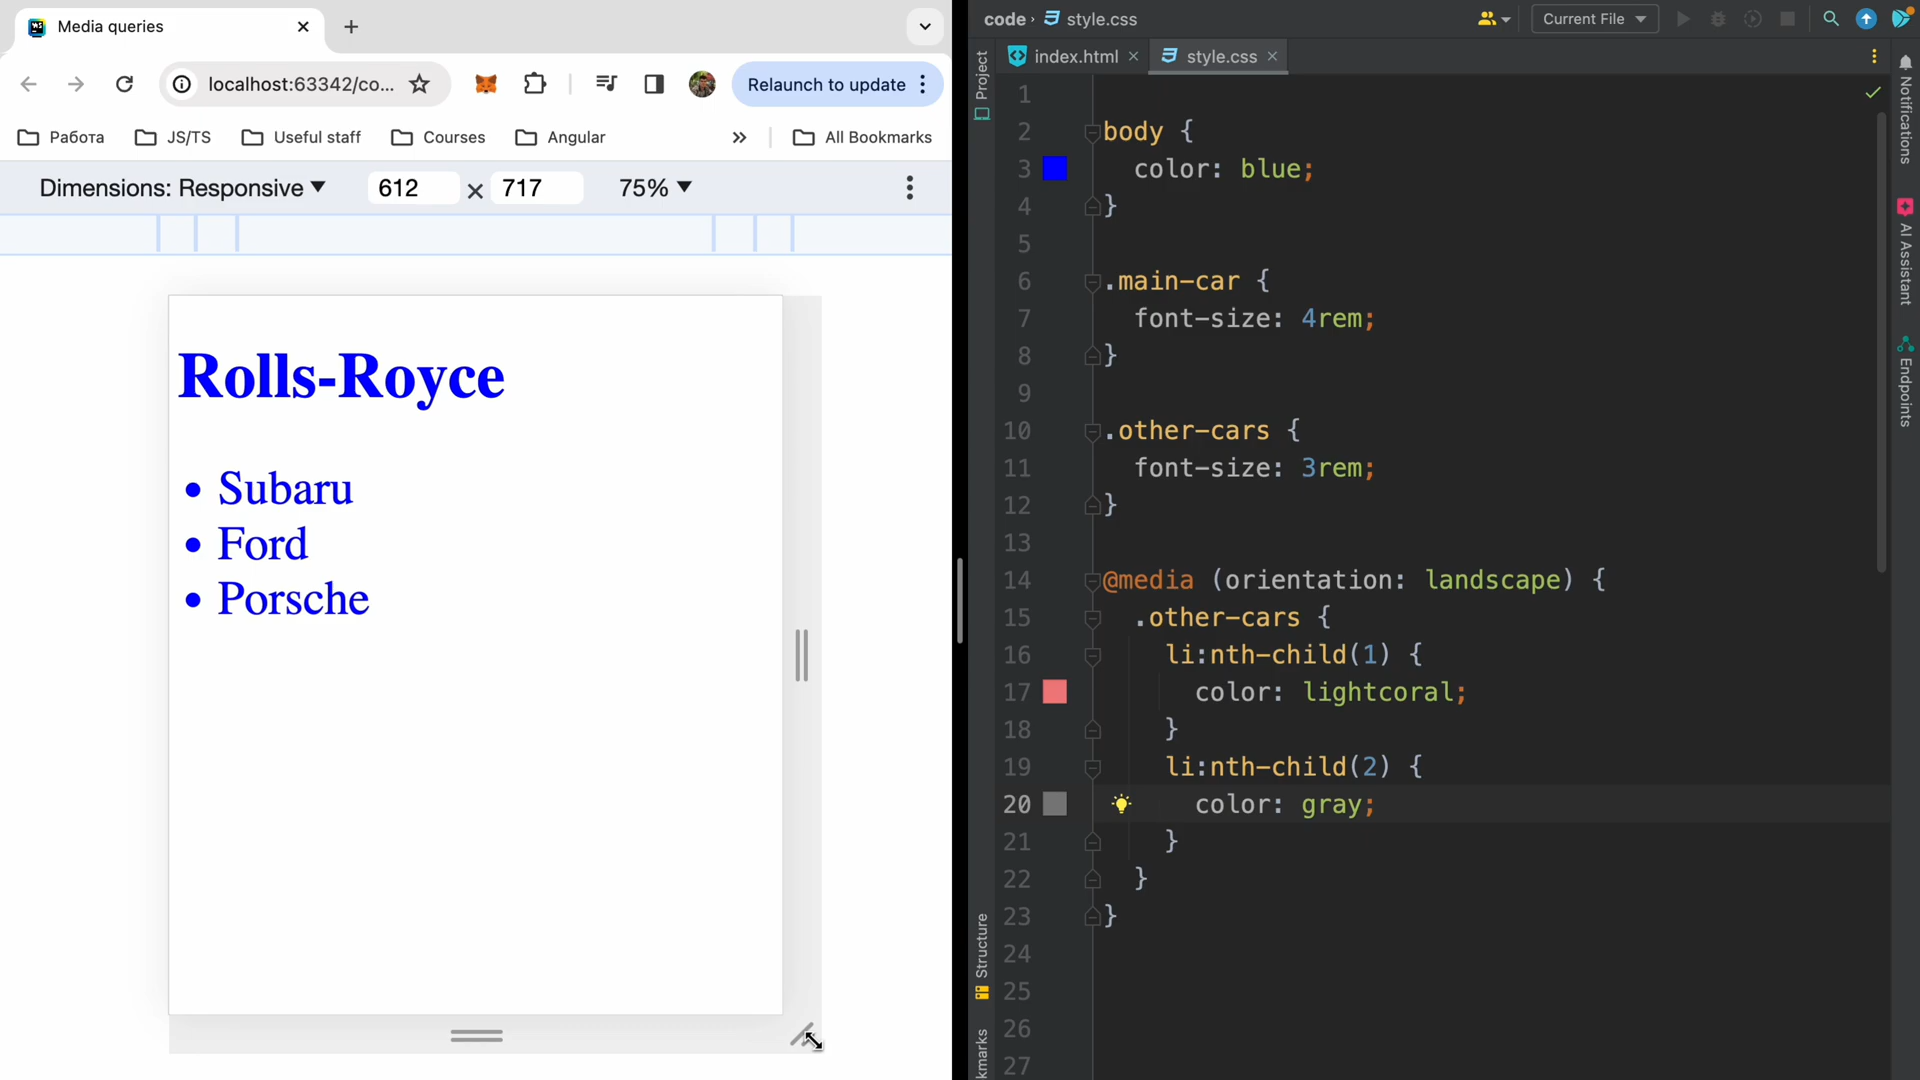 Media queries
localhost:63342/co...
Relaunch to update
Работа
JS/TS
Useful staff
Courses
Angular
»
All Bookmarks
Dimensions: Responsive
612 × 717
75%
Rolls-Royce
• Subaru
• Ford
• Porsche
code › style.css
Current File
index.html
style.css
Project
Structure
kmarks
1
2 body {
3 color: blue;
4 }
5
6 .main-car {
7 font-size: 4rem;
8 }
9
10 .other-cars {
11 font-size: 3rem;
12 }
13
14 @media (orientation: landscape) {
15 .other-cars {
16 li:nth-child(1) {
17 color: lightcoral;
18 }
19 li:nth-child(2) {
20 color: gray;
21 }
22 }
23 }
24
25
26
27
Notifications
AI Assistant
Endpoints